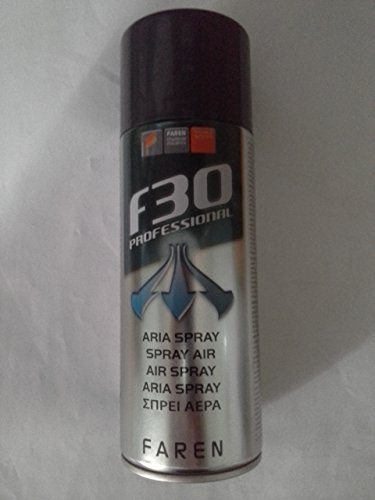 FAREN
F30
PROFESSIONAL
ARIA SPRAY
SPRAY AIR
AIR SPRAY
ARIA SPRAY
ΣΠΡΕΙ ΑΕΡΑ
FAREN